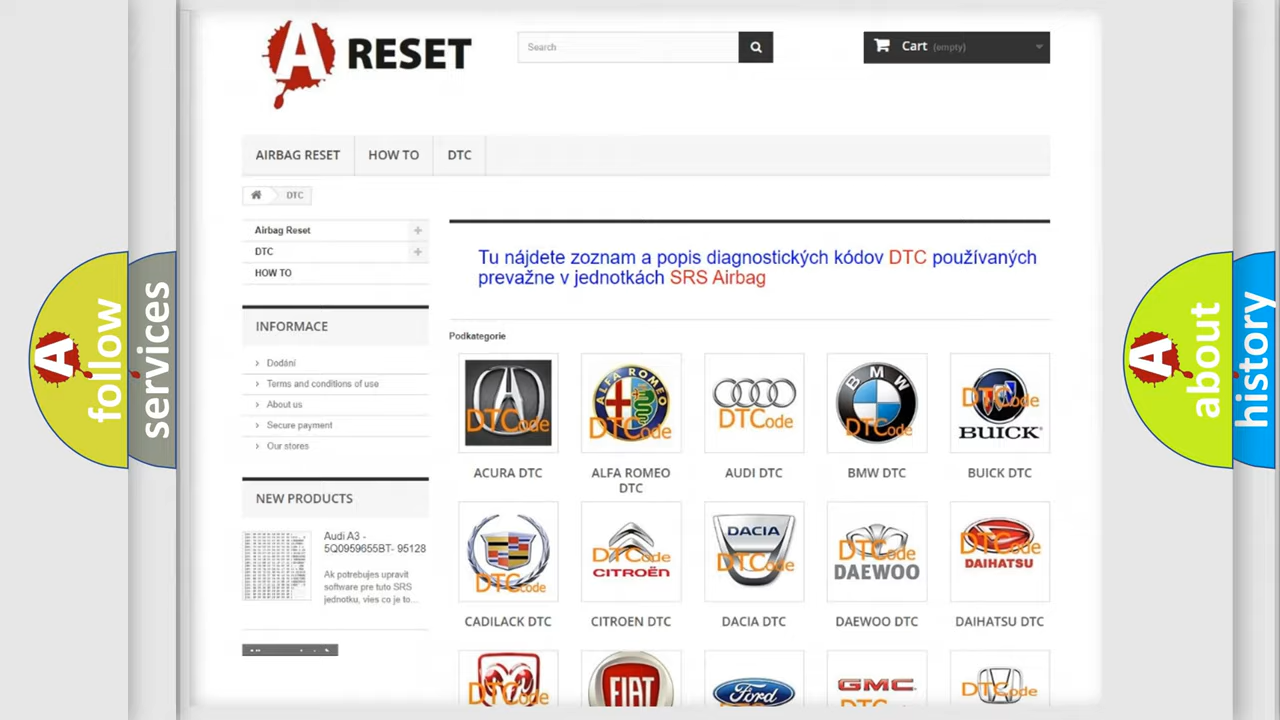 A RESET
Search
Cart (empty)
AIRBAG RESET
HOW TO
DTC
DTC
Airbag Reset
DTC
HOW TO
INFORMACE
Dodání
Terms and conditions of use
About us
Secure payment
Our stores
NEW PRODUCTS
Audi A3 -
5Q0959655BT- 95128
Ak potrebujes upravit
software pre tuto SRS
jednotku, vies co je to...
Tu nájdete zoznam a popis diagnostických kódov DTC používaných
prevažne v jednotkách SRS Airbag
Podkategorie
DTCode
ALFA ROMEO
DTCode
DTCode
BMW
DTCode
DTCode
BUICK
ACURA DTC
ALFA ROMEO
DTC
AUDI DTC
BMW DTC
BUICK DTC
DTCode
DTCode
CITROËN
DACIA
DTCode
DTCode
DAEWOO
DTCode
DAIHATSU
CADILACK DTC
CITROEN DTC
DACIA DTC
DAEWOO DTC
DAIHATSU DTC
DTCode
FIAT
Ford
GMC
DTCode
A follow
services
A about
history